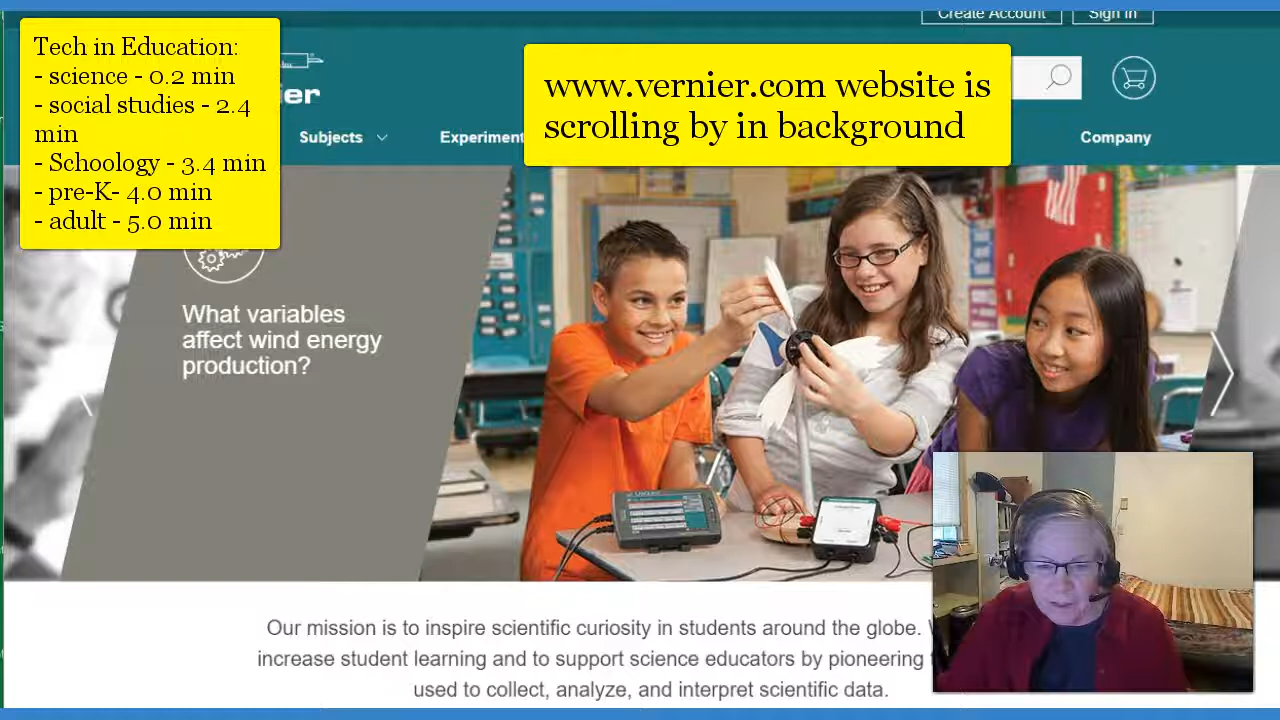 Create Account
Sign In
Tech in Education:
- science - 0.2 min
- social studies - 2.4
min
- Schoology - 3.4 min
- pre-K- 4.0 min
- adult - 5.0 min
www.vernier.com website is
scrolling by in background
Subjects
Experiment
Company
What variables
affect wind energy
production?
Our mission is to inspire scientific curiosity in students around the globe.
increase student learning and to support science educators by pioneering
used to collect, analyze, and interpret scientific data.